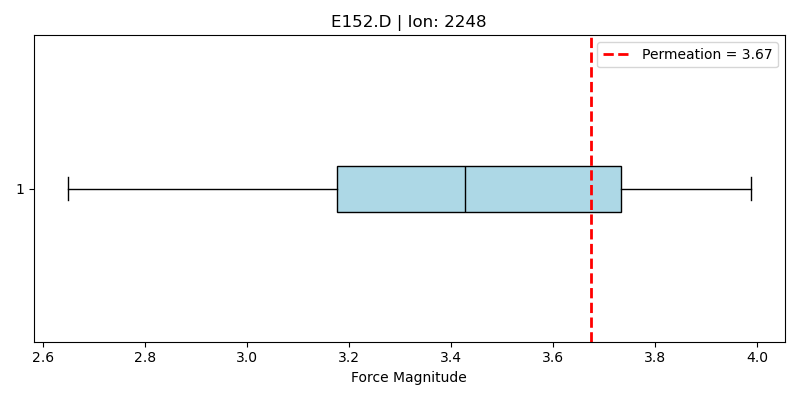 E152.D | Ion: 2248
Permeation = 3.67
1
2.6 2.8 3.0 3.2 3.4 3.6 3.8 4.0
Force Magnitude